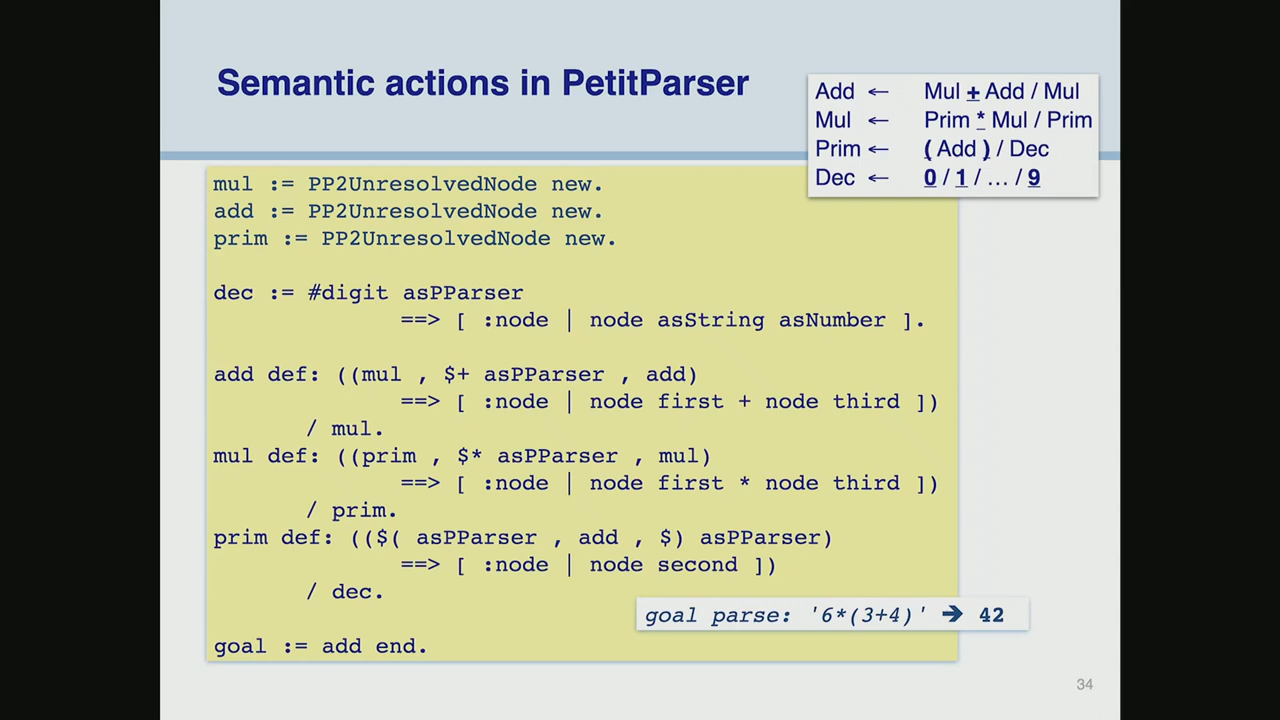 Semantic actions in PetitParser
Add ← Mul + Add / Mul
Mul ← Prim * Mul / Prim
Prim ← ( Add ) / Dec
Dec ← 0 / 1 / … / 9
mul := PP2UnresolvedNode new.
add := PP2UnresolvedNode new.
prim := PP2UnresolvedNode new.
dec := #digit asPParser
==> [ :node | node asString asNumber ].
add def: ((mul , $+ asPParser , add)
==> [ :node | node first + node third ])
/ mul.
mul def: ((prim , $* asPParser , mul)
==> [ :node | node first * node third ])
/ prim.
prim def: (($( asPParser , add , $) asPParser)
==> [ :node | node second ])
/ dec.
goal := add end.
goal parse: '6*(3+4)' ➔ 42
34